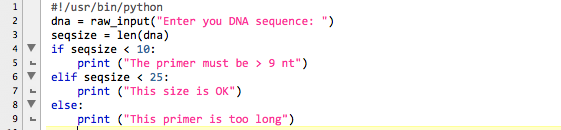 1 #!/usr/bin/python
2 dna = raw_input("Enter you DNA sequence: ")
3 seqsize = len(dna)
4 if seqsize < 10:
5 print ("The primer must be > 9 nt")
6 elif seqsize < 25:
7 print ("This size is OK")
8 else:
9 print ("This primer is too long")